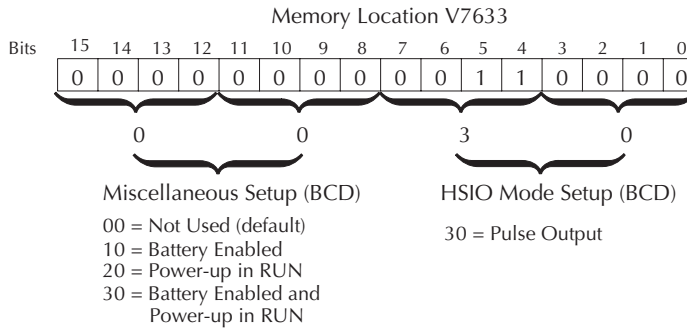 Memory Location V7633
Bits 15 14 13 12 11 10 9 8 7 6 5 4 3 2 1 0
0 0 0 0 0 0 0 0 0 0 1 1 0 0 0 0
0 0 3 0
Miscellaneous Setup (BCD) HSIO Mode Setup (BCD)
00 = Not Used (default)
10 = Battery Enabled
20 = Power-up in RUN
30 = Battery Enabled and
Power-up in RUN
30 = Pulse Output